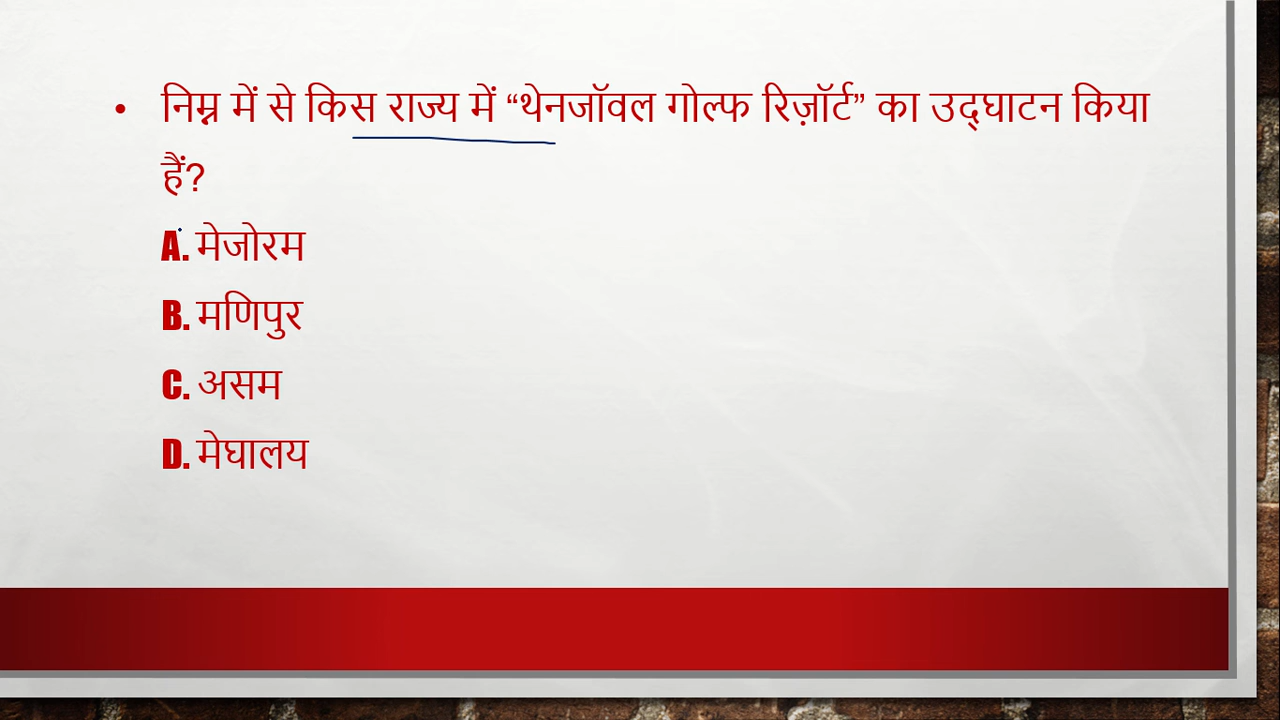 • निम्न में से किस राज्य में “थेनजॉवल गोल्फ रिज़ॉर्ट” का उद्घाटन किया
हैं?
A. मेजोरम
B. मणिपुर
C. असम
D. मेघालय